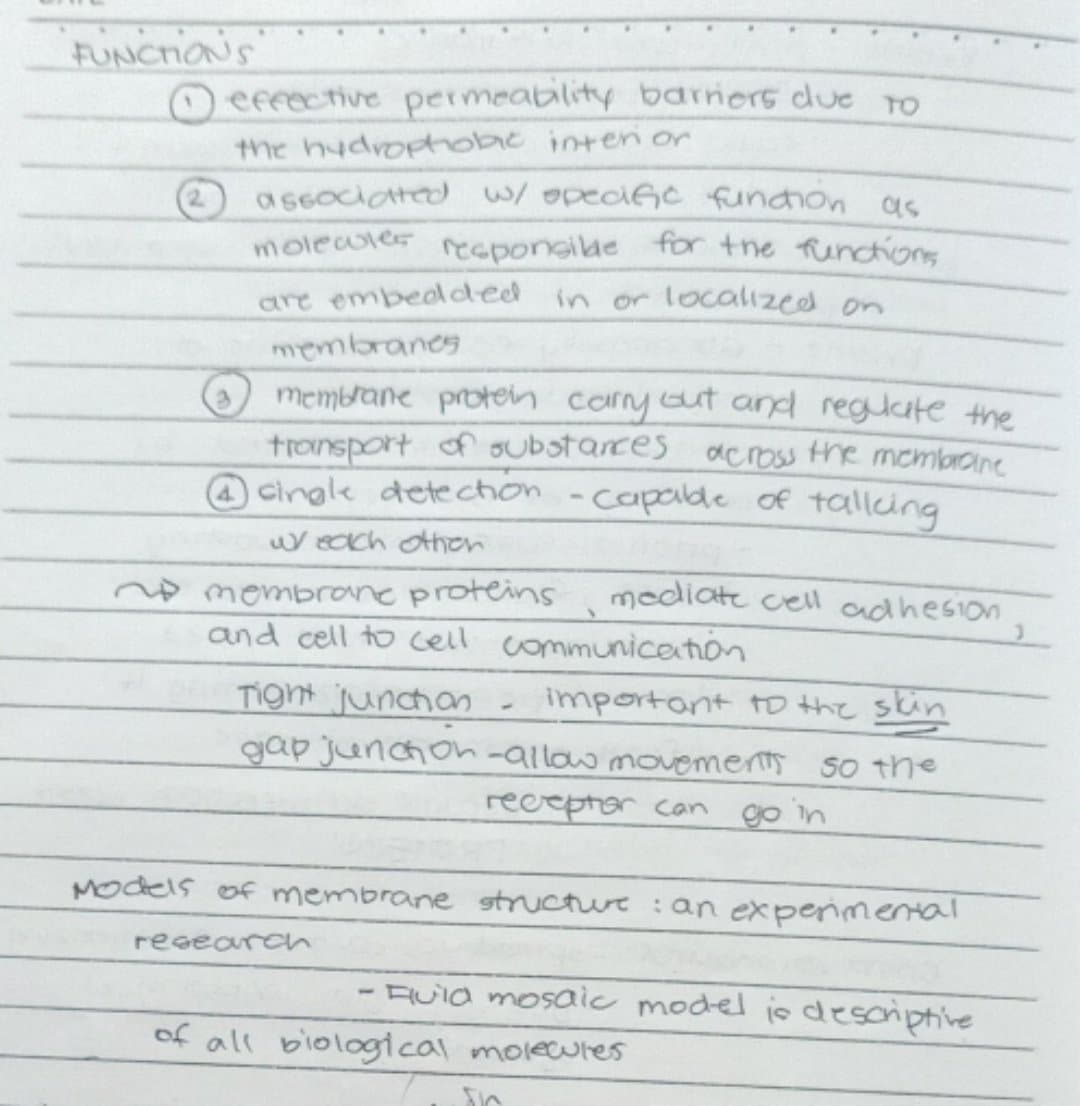 FUNCTIONS
① effective permeability barriers due TO
the hydrophobic interior
② associated w/ specific function as
molecules responsible for the functions
are embedded in or localized on
membranes
③ membrane protein carry out and regulate the
transport of substances across the membrane
④ single detection - capable of talking
w/ each other
~> membrane proteins, mediate cell adhesion,
and cell to cell communication
Tight junction - important to the skin
gap junction - allow movements so the
receptor can go in
Models of membrane structure : an experimental
research
- Fluid mosaic model is descriptive
of all biological molecules